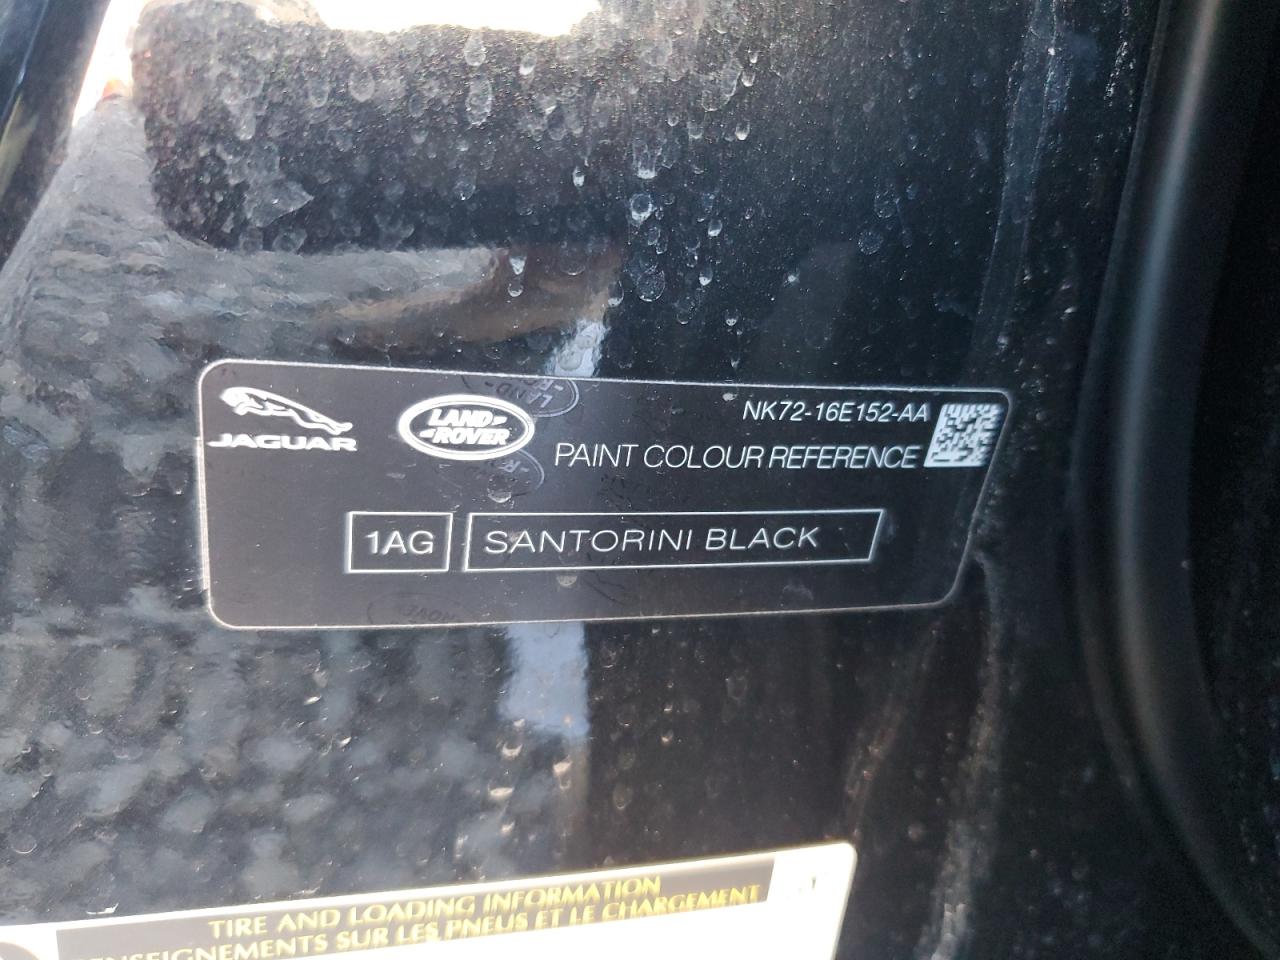 JAGUAR
LAND
ROVER
NK72-16E152-AA
PAINT COLOUR REFERENCE
1AG
SANTORINI BLACK
TIRE AND LOADING INFORMATION
RENSEIGNEMENTS SUR LES PNEUS ET LE CHARGEMENT